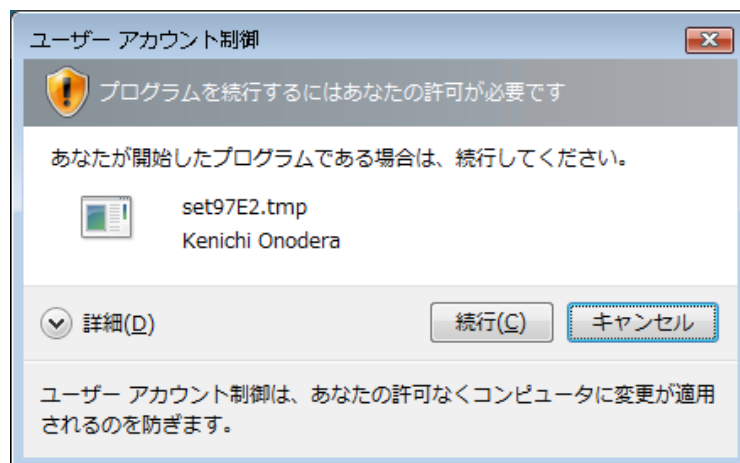 ユーザー アカウント制御
プログラムを続行するにはあなたの許可が必要です
あなたが開始したプログラムである場合は、続行してください。
set97E2.tmp
Kenichi Onodera
詳細(D)
続行(C)
キャンセル
ユーザー アカウント制御は、あなたの許可なくコンピュータに変更が適用
されるのを防ぎます。